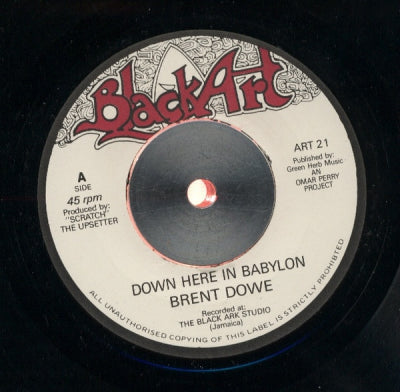 Black Art
A
SIDE
45 rpm
Produced by:
"SCRATCH"
THE UPSETTER
ART 21
Published by:
Green Herb Music
AN
OMAR PERRY
PROJECT
DOWN HERE IN BABYLON
BRENT DOWE
Recorded at:
THE BLACK ARK STUDIO
(Jamaica)
ALL UNAUTHORISED COPYING OF THIS LABEL IS STRICTLY PROHIBITED